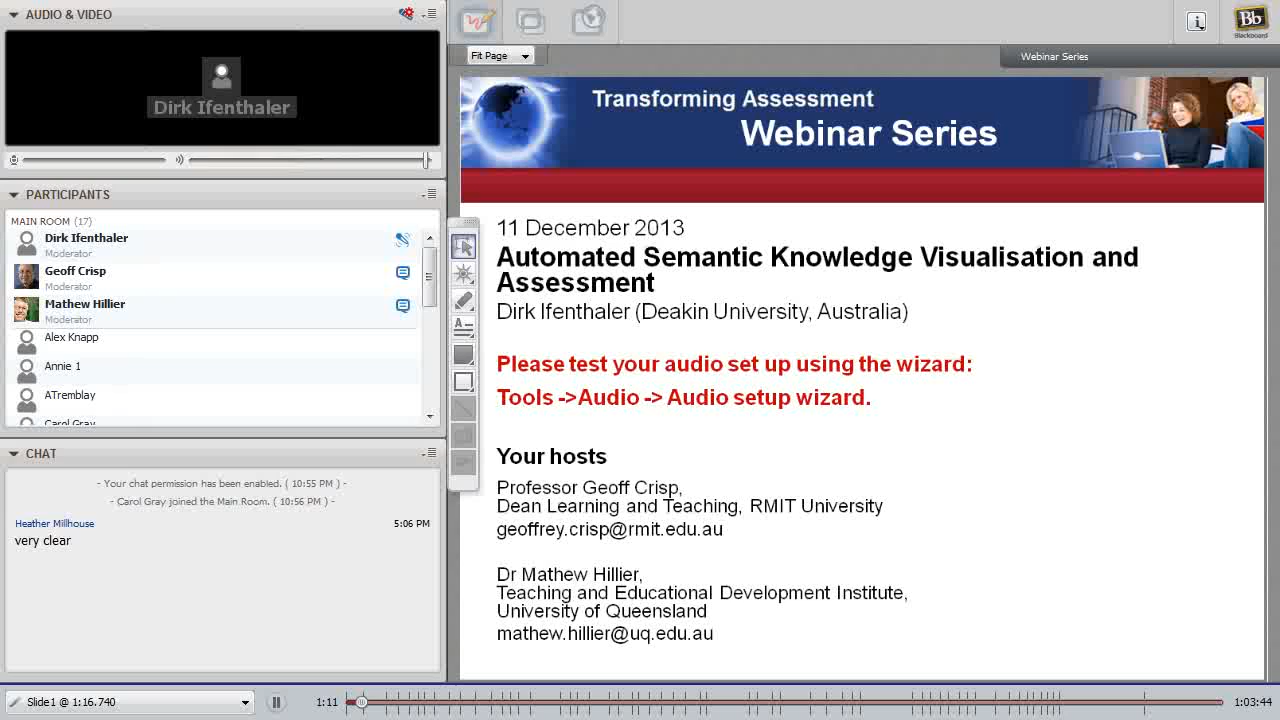 AUDIO & VIDEO
Dirk Ifenthaler
PARTICIPANTS
MAIN ROOM (17)
Dirk Ifenthaler
Moderator
Geoff Crisp
Moderator
Mathew Hillier
Moderator
Alex Knapp
Annie 1
ATremblay
Carol Gray
CHAT
- Your chat permission has been enabled. ( 10:55 PM ) -
- Carol Gray joined the Main Room. ( 10:56 PM ) -
Heather Millhouse 5:06 PM
very clear
Slide1 @ 1:16.740
1:11
1:03:44
Bb
Blackboard
Fit Page
Webinar Series
Transforming Assessment
Webinar Series
11 December 2013
Automated Semantic Knowledge Visualisation and
Assessment
Dirk Ifenthaler (Deakin University, Australia)
Please test your audio set up using the wizard:
Tools ->Audio -> Audio setup wizard.
Your hosts
Professor Geoff Crisp,
Dean Learning and Teaching, RMIT University
geoffrey.crisp@rmit.edu.au
Dr Mathew Hillier,
Teaching and Educational Development Institute,
University of Queensland
mathew.hillier@uq.edu.au